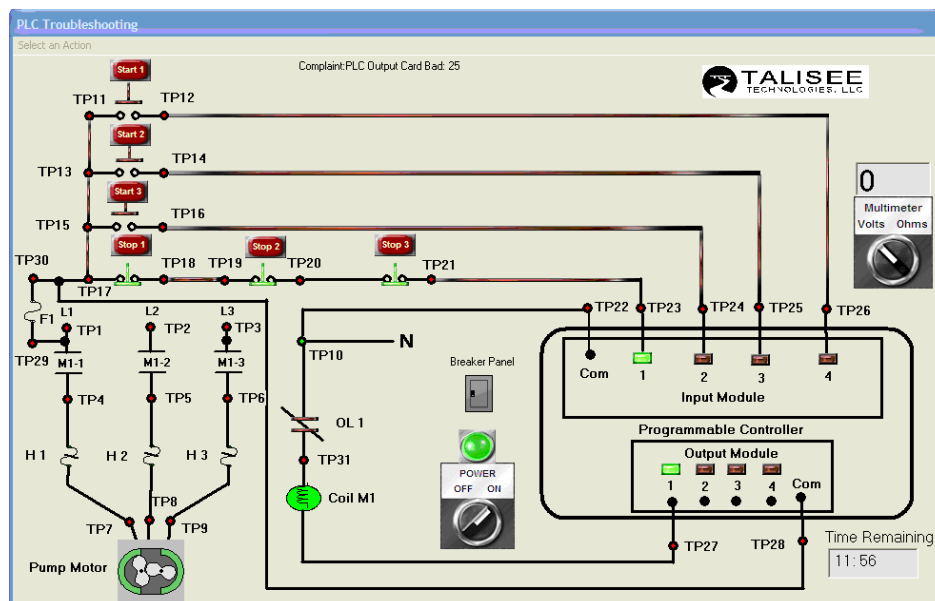 PLC Troubleshooting
Select an Action
Complaint:PLC Output Card Bad: 25
TALISEE
TECHNOLOGIES, LLC
Start 1
TP11
TP12
Start 2
TP13
TP14
Start 3
TP15
TP16
0
Multimeter
Volts Ohms
Stop 1
Stop 2
Stop 3
TP30
TP17
TP18
TP19
TP20
TP21
F1
L1
L2
L3
TP1
TP2
TP3
TP22
TP23
TP24
TP25
TP26
TP29
M1-1
M1-2
M1-3
TP10
N
Breaker Panel
Com
1
2
3
4
Input Module
TP4
TP5
TP6
OL 1
Programmable Controller
H 1
H 2
H 3
TP31
Output Module
POWER
OFF ON
1
2
3
4
Com
Coil M1
TP7
TP8
TP9
TP27
TP28
Time Remaining
11:56
Pump Motor